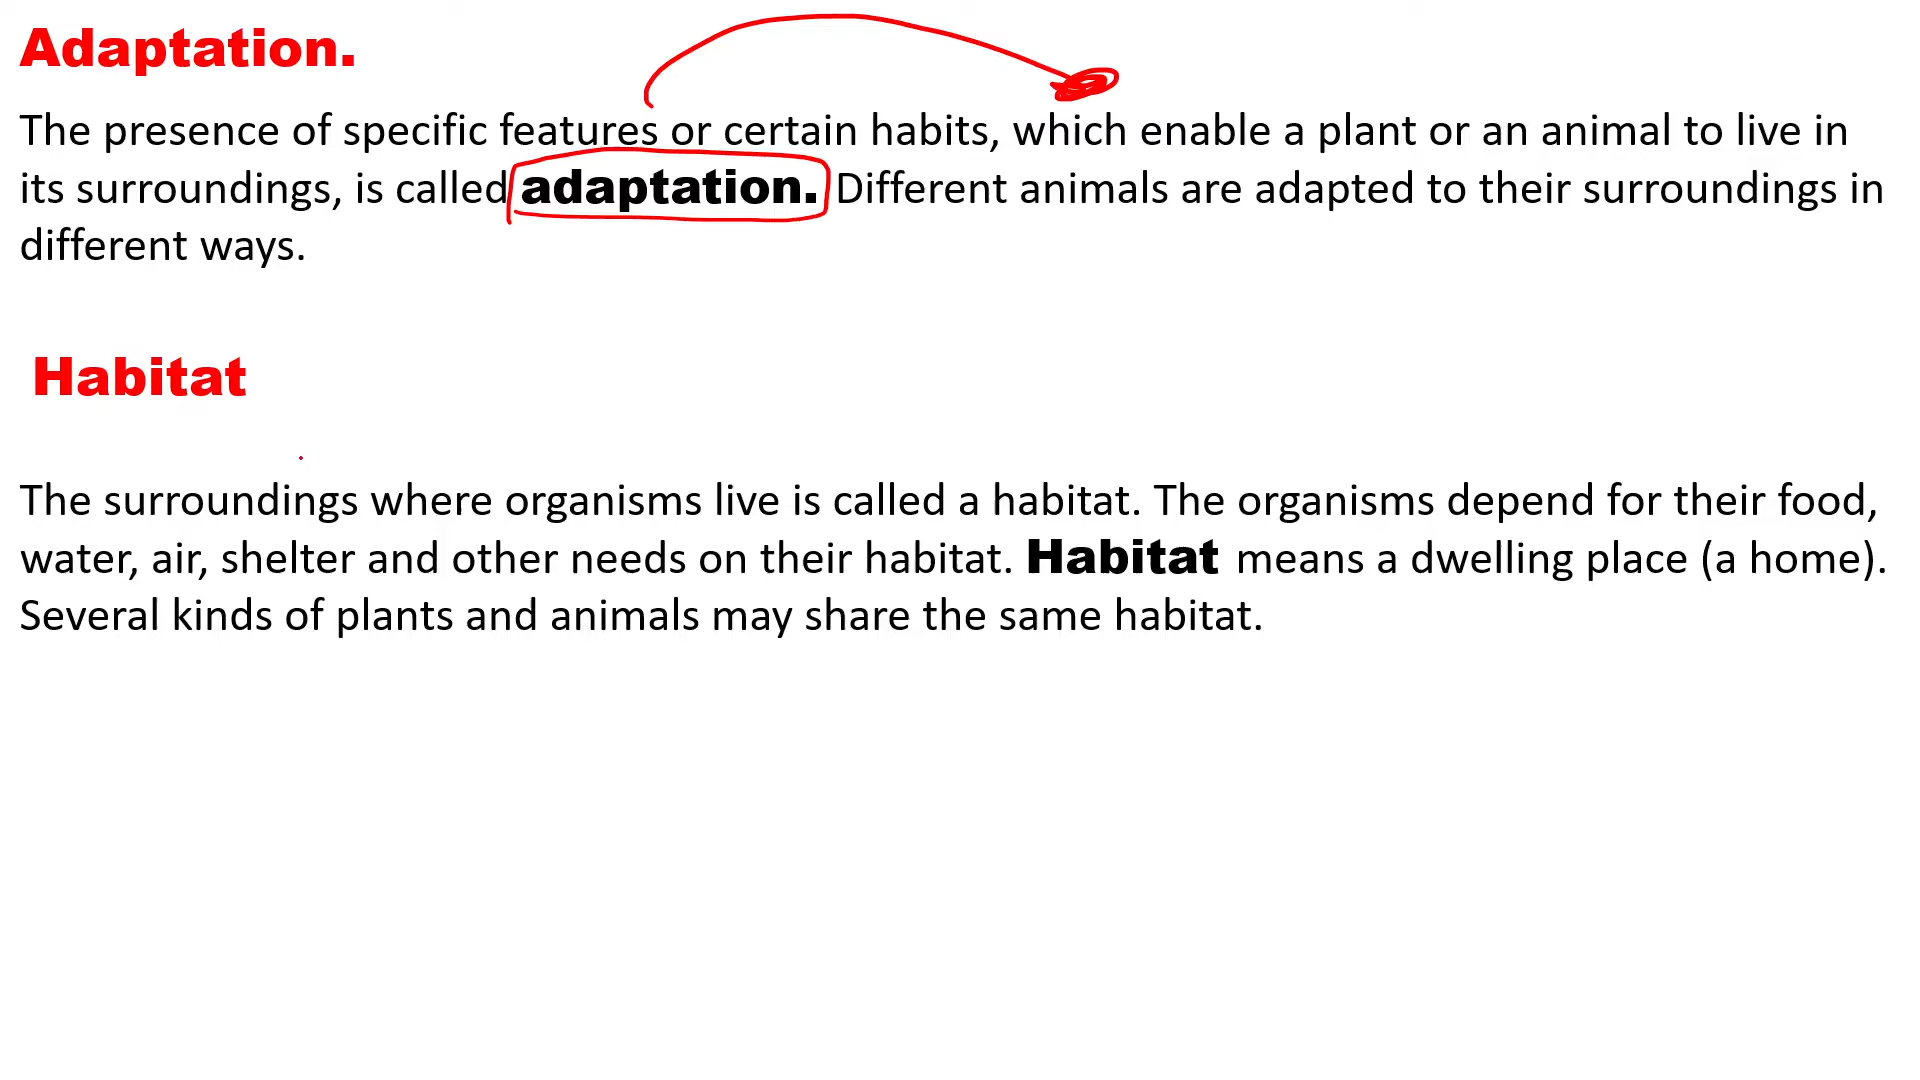 Adaptation.
The presence of specific features or certain habits, which enable a plant or an animal to live in
its surroundings, is called adaptation. Different animals are adapted to their surroundings in
different ways.
Habitat
The surroundings where organisms live is called a habitat. The organisms depend for their food,
water, air, shelter and other needs on their habitat. Habitat means a dwelling place (a home).
Several kinds of plants and animals may share the same habitat.